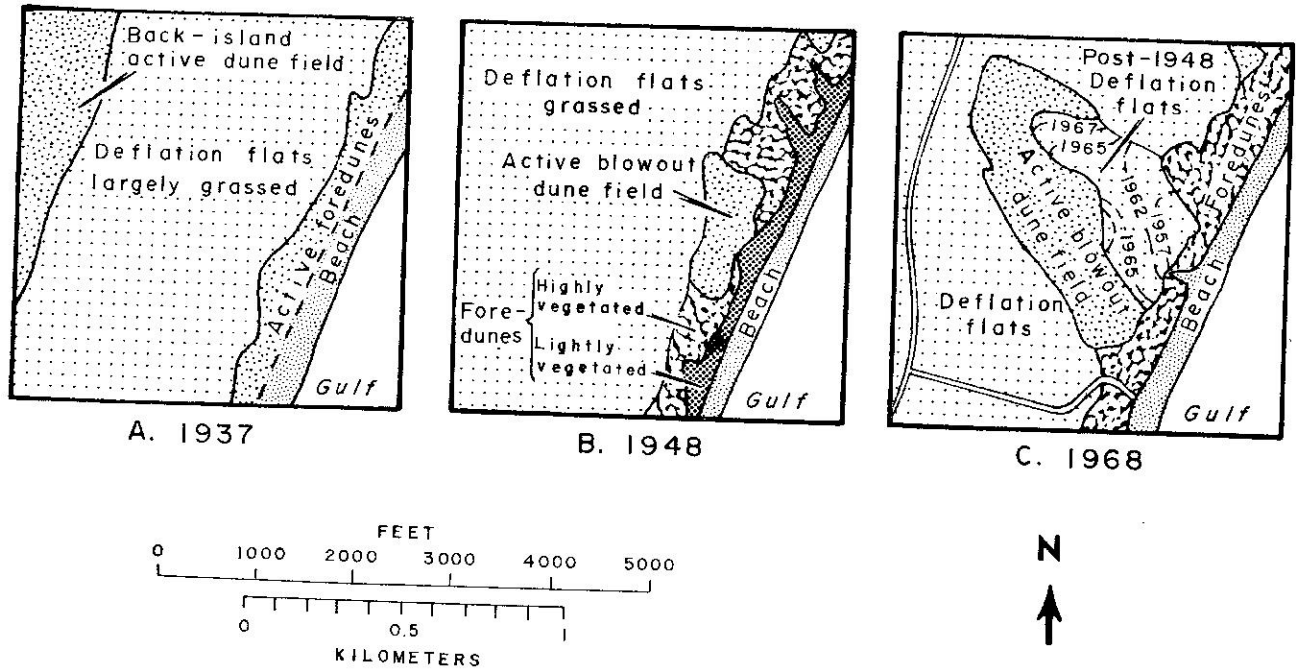 Back-island
active dune field
Deflation flats
largely grassed
Active foredunes
Beach
Gulf
A. 1937
Deflation flats
grassed
Active blowout
dune field
Fore-
dunes
Highly
vegetated
Lightly
vegetated
Beach
Gulf
B. 1948
Post-1948
Deflation
flats
1967
1965
1962
1965
1957
Active blowout
dune field
Foredunes
Beach
Deflation
flats
Gulf
C. 1968
FEET
0 1000 2000 3000 4000 5000
0 0.5 1
KILOMETERS
N